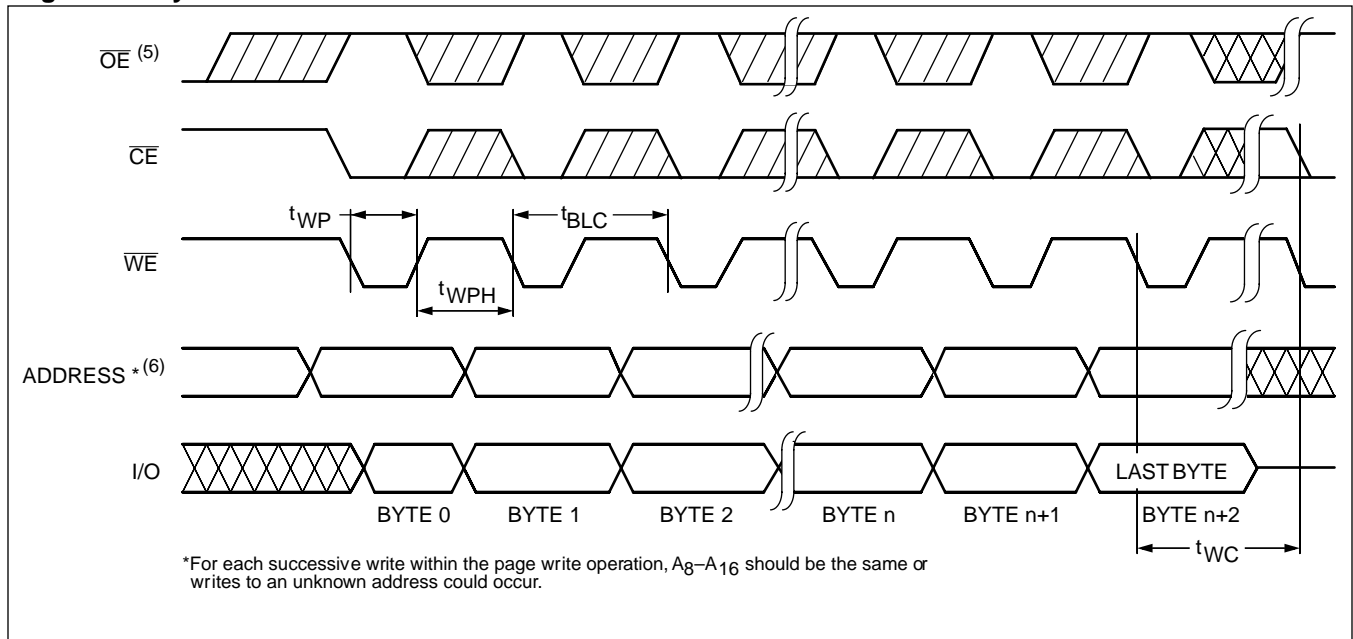 OE (5)
CE
tWP
tBLC
WE
tWPH
ADDRESS * (6)
I/O
LAST BYTE
BYTE 0 BYTE 1 BYTE 2 BYTE n BYTE n+1 BYTE n+2
tWC
*For each successive write within the page write operation, A8–A16 should be the same or
writes to an unknown address could occur.